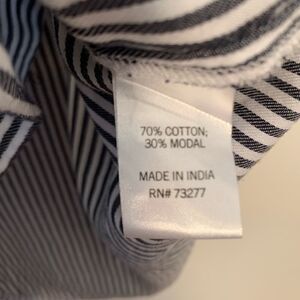 70% COTTON;
30% MODAL
MADE IN INDIA
RN# 73277